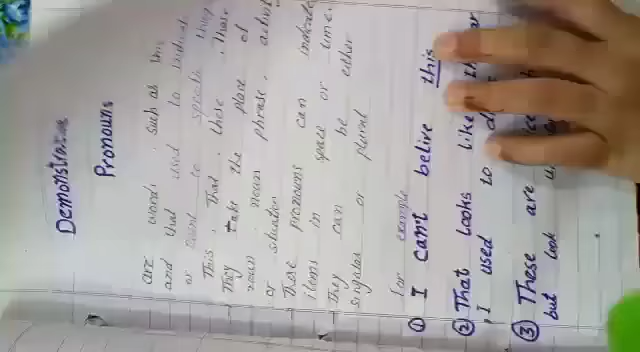 Demonstrative
Pronouns
are words such as this
and that used to indicate
or point to specific
This, That, these, those
They take the place of
noun, noun phrase, activit
or situation
These pronouns can indicate
items in space or time.
they can be either
singular or plural
for example
① I can't belive this
② That looks like
I used to
③ These are
but look